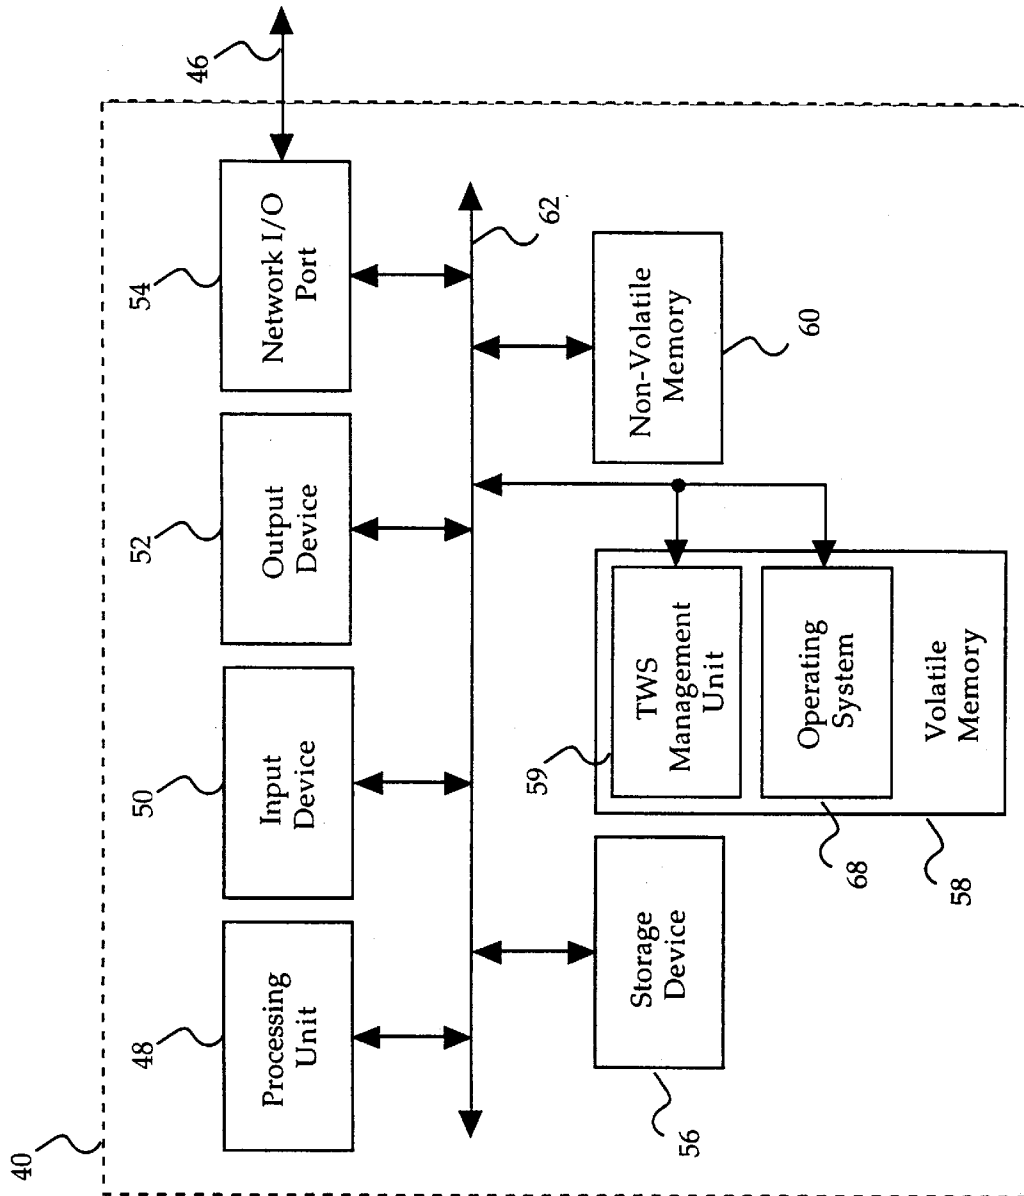 40
48
Processing
Unit
50
Input
Device
52
Output
Device
54
Network I/O
Port
46
62
56
Storage
Device
59
TWS
Management
Unit
68
Operating
System
58
Volatile
Memory
60
Non-Volatile
Memory